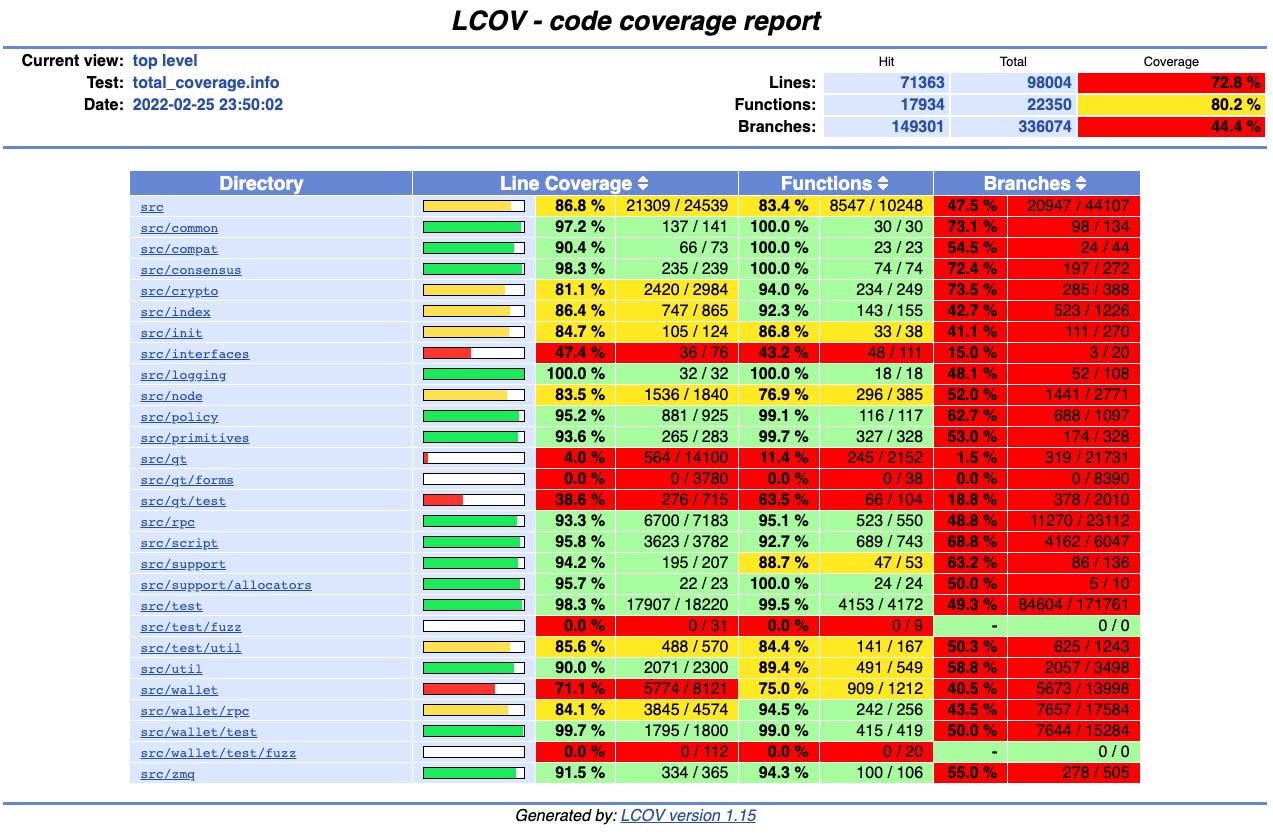 LCOV - code coverage report
Current view: top level
Hit Total Coverage
Test: total_coverage.info
Lines: 71363 98004 72.8 %
Date: 2022-02-25 23:50:02
Functions: 17934 22350 80.2 %
Branches: 149301 336074 44.4 %
Directory Line Coverage Functions Branches
src 86.8 % 21309 / 24539 83.4 % 8547 / 10248 47.5 % 20947 / 44107
src/common 97.2 % 137 / 141 100.0 % 30 / 30 73.1 % 98 / 134
src/compat 90.4 % 66 / 73 100.0 % 23 / 23 54.5 % 24 / 44
src/consensus 98.3 % 235 / 239 100.0 % 74 / 74 72.4 % 197 / 272
src/crypto 81.1 % 2420 / 2984 94.0 % 234 / 249 73.5 % 285 / 388
src/index 86.4 % 747 / 865 92.3 % 143 / 155 42.7 % 523 / 1226
src/init 84.7 % 105 / 124 86.8 % 33 / 38 41.1 % 111 / 270
src/interfaces 47.4 % 36 / 76 43.2 % 48 / 111 15.0 % 3 / 20
src/logging 100.0 % 32 / 32 100.0 % 18 / 18 48.1 % 52 / 108
src/node 83.5 % 1536 / 1840 76.9 % 296 / 385 52.0 % 1441 / 2771
src/policy 95.2 % 881 / 925 99.1 % 116 / 117 62.7 % 688 / 1097
src/primitives 93.6 % 265 / 283 99.7 % 327 / 328 53.0 % 174 / 328
src/qt 4.0 % 564 / 14100 11.4 % 245 / 2152 1.5 % 319 / 21731
src/qt/forms 0.0 % 0 / 3780 0.0 % 0 / 38 0.0 % 0 / 8390
src/qt/test 38.6 % 276 / 715 63.5 % 66 / 104 18.8 % 378 / 2010
src/rpc 93.3 % 6700 / 7183 95.1 % 523 / 550 48.8 % 11270 / 23112
src/script 95.8 % 3623 / 3782 92.7 % 689 / 743 68.8 % 4162 / 6047
src/support 94.2 % 195 / 207 88.7 % 47 / 53 63.2 % 86 / 136
src/support/allocators 95.7 % 22 / 23 100.0 % 24 / 24 50.0 % 5 / 10
src/test 98.3 % 17907 / 18220 99.5 % 4153 / 4172 49.3 % 84604 / 171761
src/test/fuzz 0.0 % 0 / 31 0.0 % 0 / 9 - 0 / 0
src/test/util 85.6 % 488 / 570 84.4 % 141 / 167 50.3 % 625 / 1243
src/util 90.0 % 2071 / 2300 89.4 % 491 / 549 58.8 % 2057 / 3498
src/wallet 71.1 % 5774 / 8121 75.0 % 909 / 1212 40.5 % 5673 / 13998
src/wallet/rpc 84.1 % 3845 / 4574 94.5 % 242 / 256 43.5 % 7657 / 17584
src/wallet/test 99.7 % 1795 / 1800 99.0 % 415 / 419 50.0 % 7644 / 15284
src/wallet/test/fuzz 0.0 % 0 / 112 0.0 % 0 / 20 - 0 / 0
src/zmq 91.5 % 334 / 365 94.3 % 100 / 106 55.0 % 278 / 505
Generated by: LCOV version 1.15